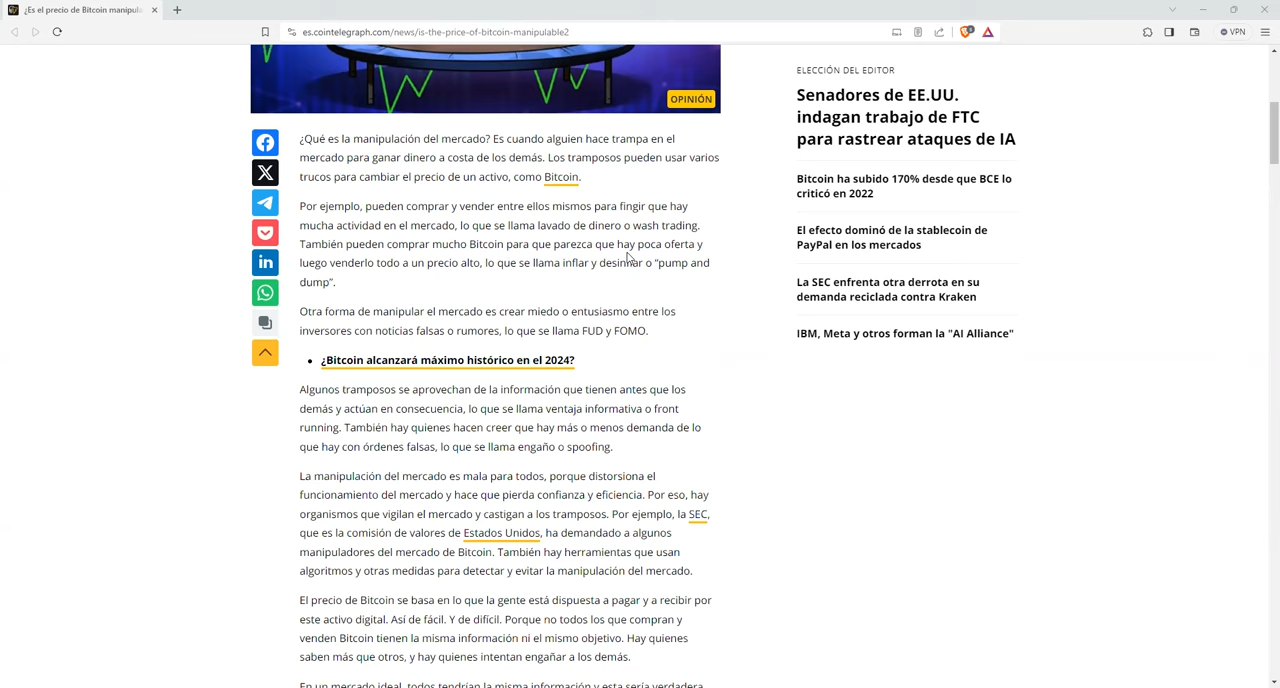 ¿Es el precio de Bitcoin manipula
es.cointelegraph.com/news/is-the-price-of-bitcoin-manipulable2
VPN
OPINIÓN
¿Qué es la manipulación del mercado? Es cuando alguien hace trampa en el
mercado para ganar dinero a costa de los demás. Los tramposos pueden usar varios
trucos para cambiar el precio de un activo, como Bitcoin.
Por ejemplo, pueden comprar y vender entre ellos mismos para fingir que hay
mucha actividad en el mercado, lo que se llama lavado de dinero o wash trading.
También pueden comprar mucho Bitcoin para que parezca que hay poca oferta y
luego venderlo todo a un precio alto, lo que se llama inflar y desinflar o “pump and
dump”.
Otra forma de manipular el mercado es crear miedo o entusiasmo entre los
inversores con noticias falsas o rumores, lo que se llama FUD y FOMO.
• ¿Bitcoin alcanzará máximo histórico en el 2024?
Algunos tramposos se aprovechan de la información que tienen antes que los
demás y actúan en consecuencia, lo que se llama ventaja informativa o front
running. También hay quienes hacen creer que hay más o menos demanda de lo
que hay con órdenes falsas, lo que se llama engaño o spoofing.
La manipulación del mercado es mala para todos, porque distorsiona el
funcionamiento del mercado y hace que pierda confianza y eficiencia. Por eso, hay
organismos que vigilan el mercado y castigan a los tramposos. Por ejemplo, la SEC,
que es la comisión de valores de Estados Unidos, ha demandado a algunos
manipuladores del mercado de Bitcoin. También hay herramientas que usan
algoritmos y otras medidas para detectar y evitar la manipulación del mercado.
El precio de Bitcoin se basa en lo que la gente está dispuesta a pagar y a recibir por
este activo digital. Así de fácil. Y de difícil. Porque no todos los que compran y
venden Bitcoin tienen la misma información ni el mismo objetivo. Hay quienes
saben más que otros, y hay quienes intentan engañar a los demás.
En un mercado ideal, todos tendrían la misma información y esta sería verdadera
ELECCIÓN DEL EDITOR
Senadores de EE.UU.
indagan trabajo de FTC
para rastrear ataques de IA
Bitcoin ha subido 170% desde que BCE lo
criticó en 2022
El efecto dominó de la stablecoin de
PayPal en los mercados
La SEC enfrenta otra derrota en su
demanda reciclada contra Kraken
IBM, Meta y otros forman la "AI Alliance"